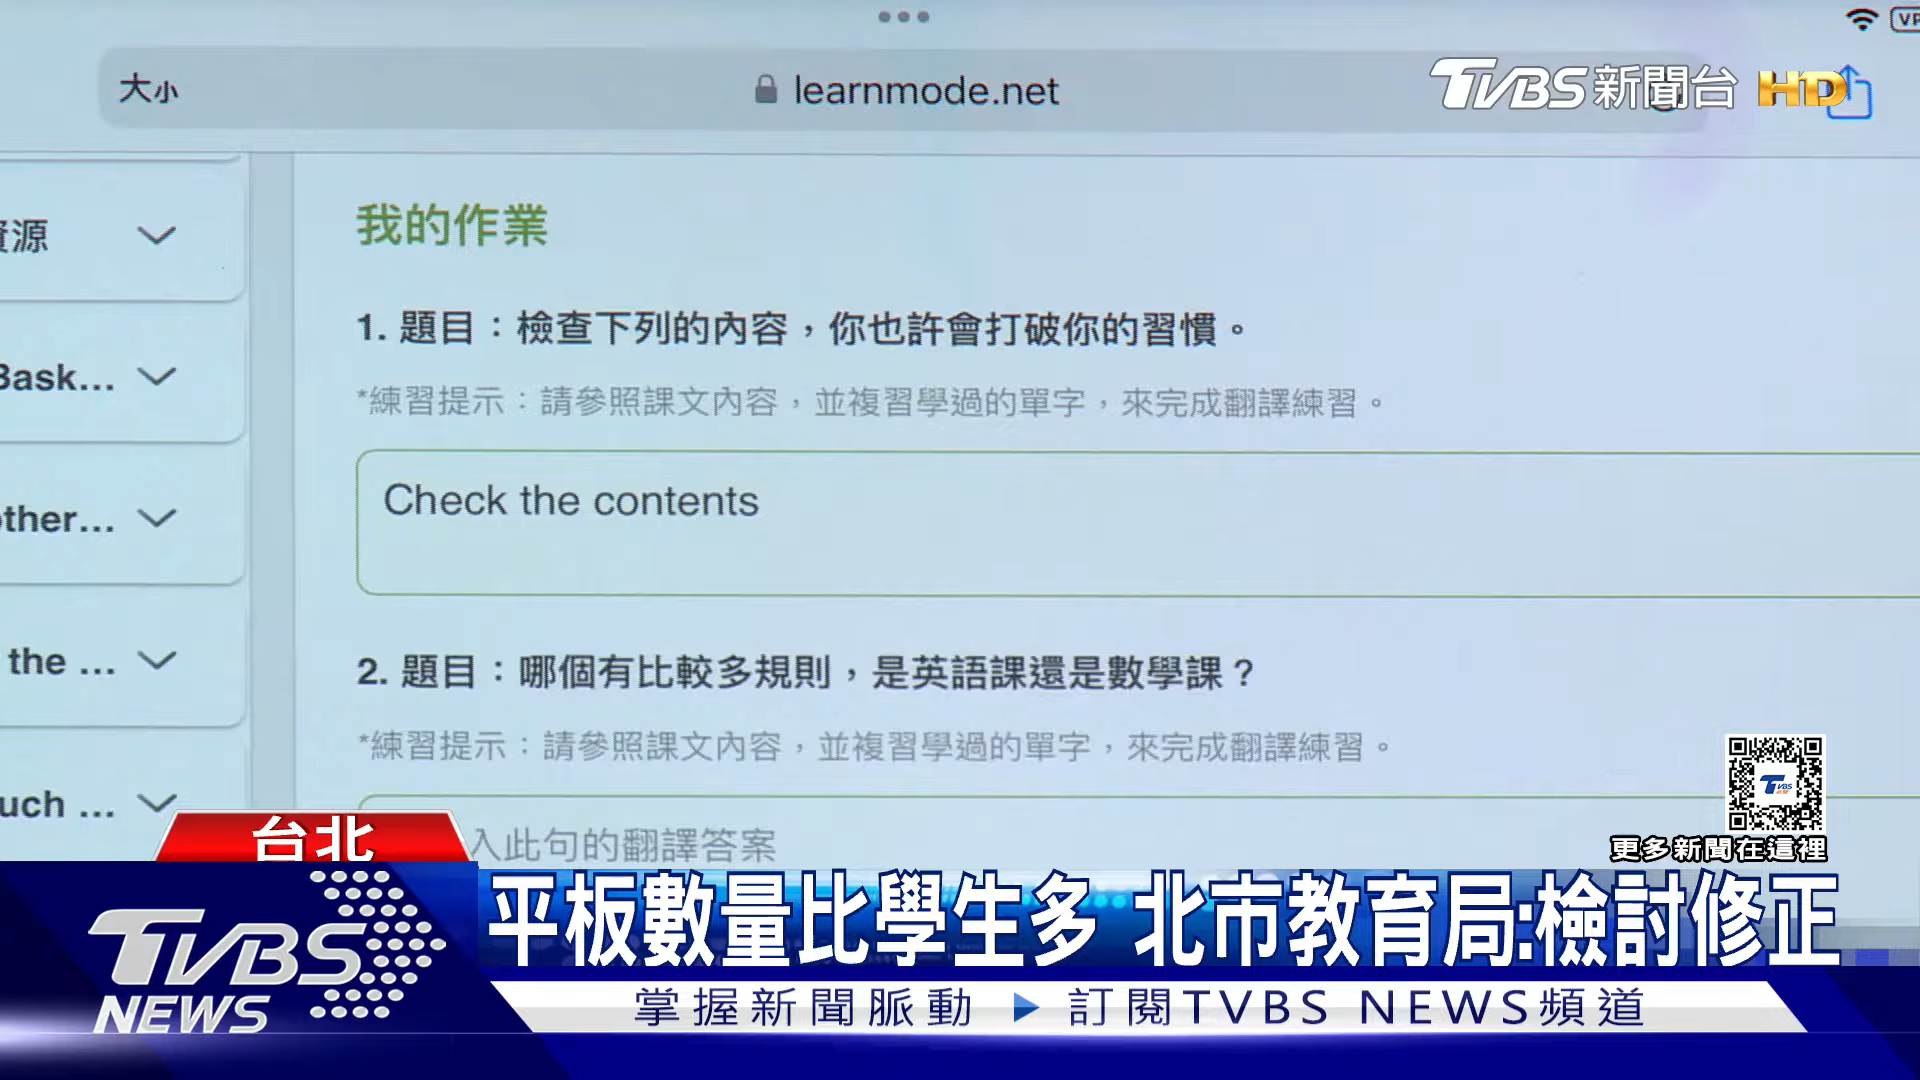 VP
大小
learnmode.net
TVBS新聞台 HD
資源
我的作業
1. 題目：檢查下列的內容，你也許會打破你的習慣。
*練習提示：請參照課文內容，並複習學過的單字，來完成翻譯練習。
Bask...
Check the contents
other...
the ...
2. 題目：哪個有比較多規則，是英語課還是數學課？
*練習提示：請參照課文內容，並複習學過的單字，來完成翻譯練習。
uch ...
入此句的翻譯答案
TVBS
更多新聞在這裡
台北
平板數量比學生多 北市教育局:檢討修正
TVBS NEWS
掌握新聞脈動 ▶ 訂閱TVBS NEWS頻道